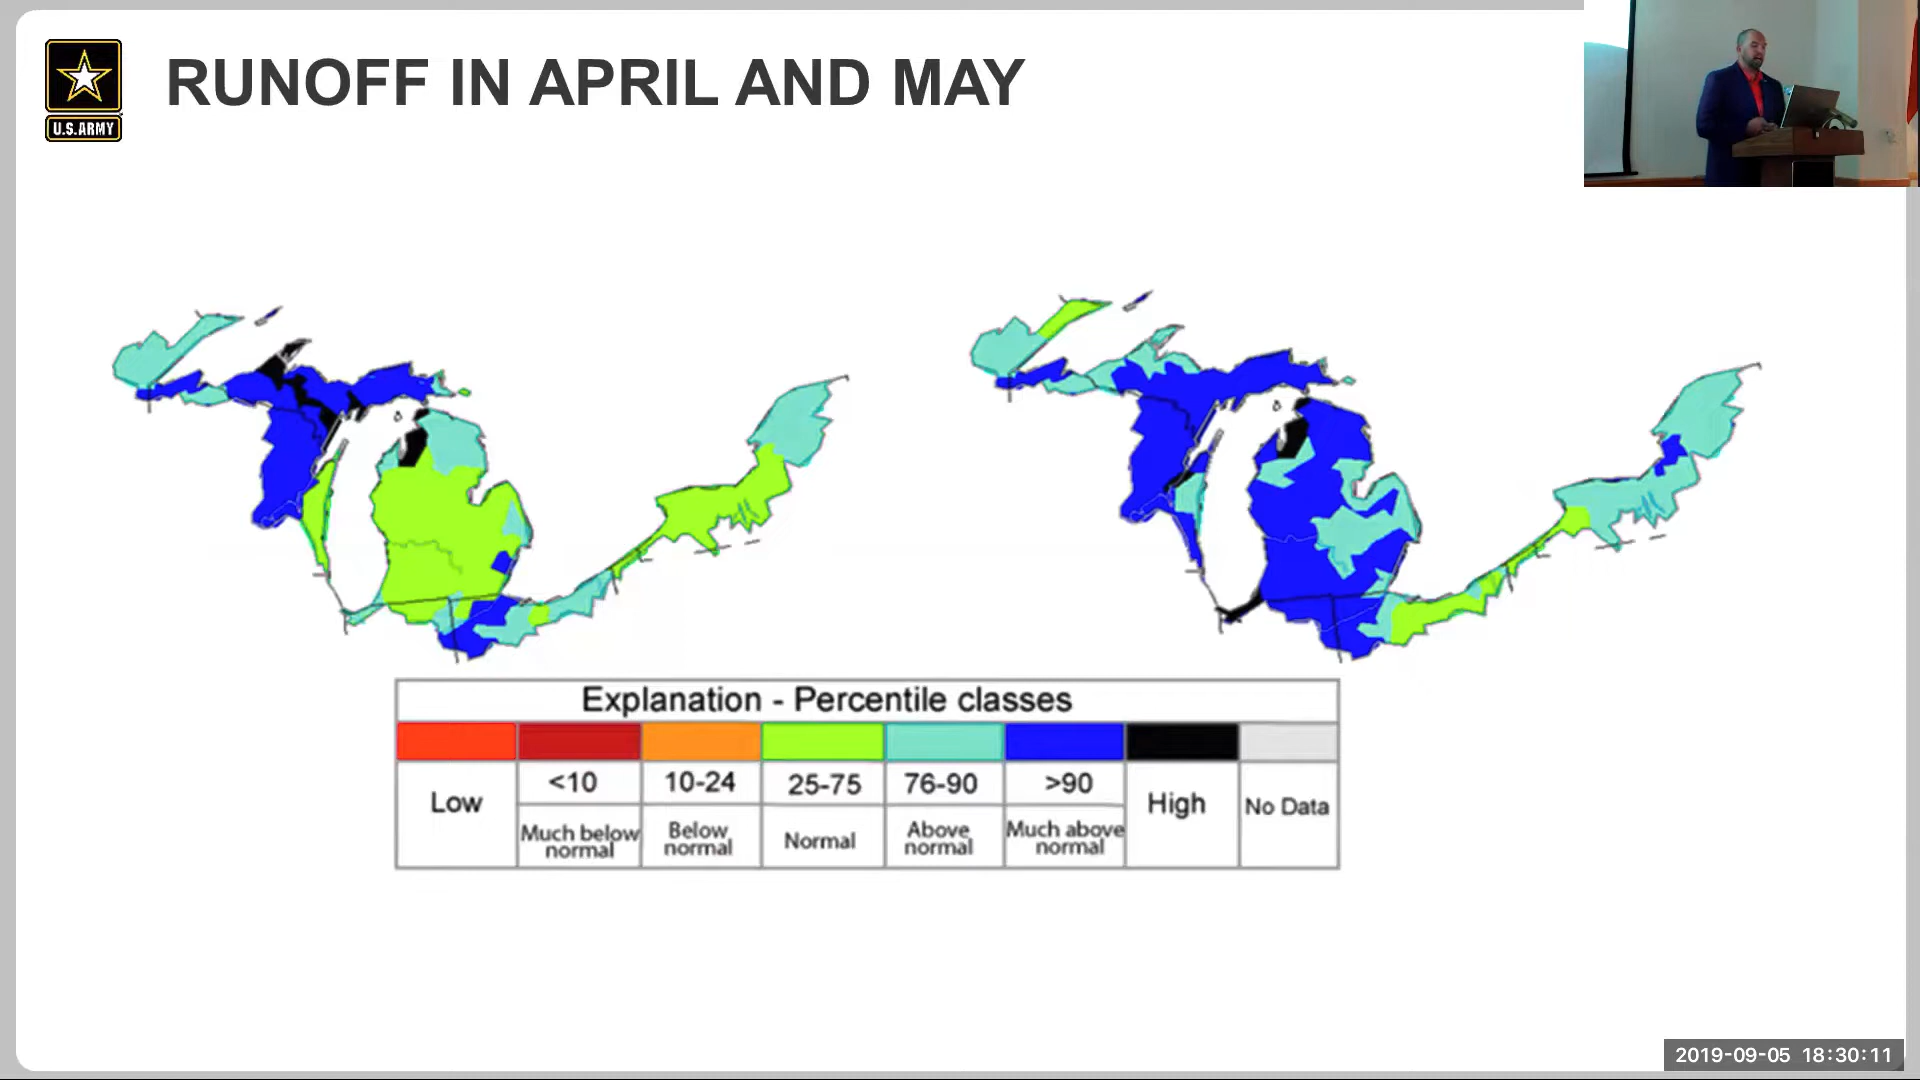 RUNOFF IN APRIL AND MAY
U.S.ARMY
Explanation - Percentile classes
Low
<10
10-24
25-75
76-90
>90
High
No Data
Much below
normal
Below
normal
Normal
Above
normal
Much above
normal
2019-09-05 18:30:11